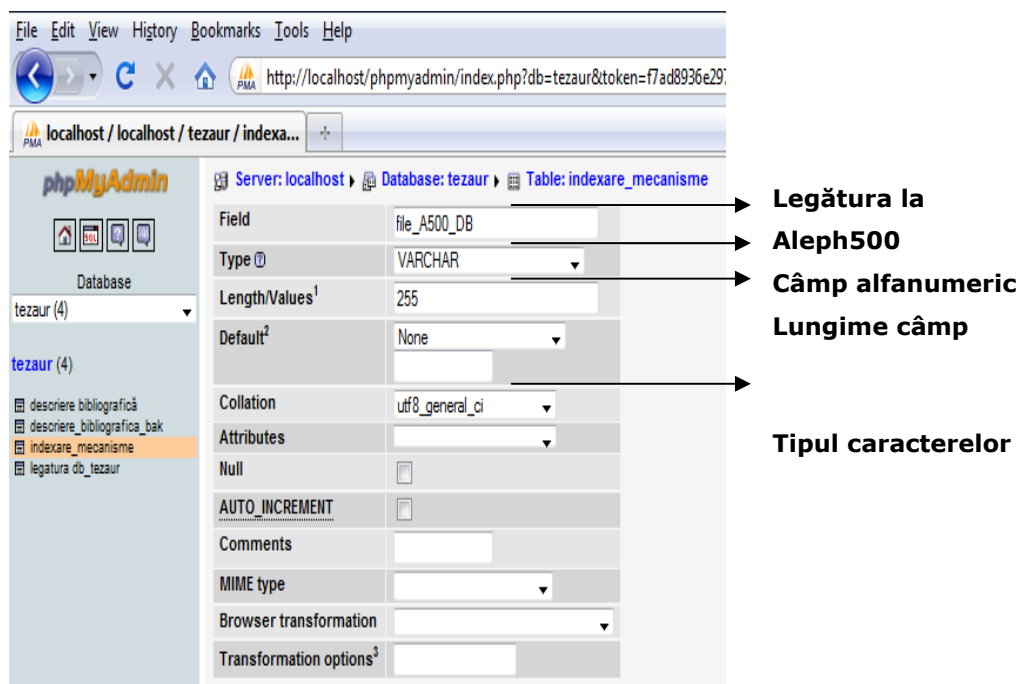 File Edit View History Bookmarks Tools Help
PMA http://localhost/phpmyadmin/index.php?db=tezaur&token=f7ad8936e297
PMA localhost / localhost / tezaur / indexa...
phpMyAdmin
SQL
Database
tezaur (4)
tezaur (4)
descriere bibliografică
descriere_bibliografica_bak
indexare_mecanisme
legatura db_tezaur
Server: localhost Database: tezaur Table: indexare_mecanisme
Field file_A500_DB
Type VARCHAR
Length/Values1 255
Default2 None
Collation utf8_general_ci
Attributes
Null
AUTO_INCREMENT
Comments
MIME type
Browser transformation
Transformation options3
Legătura la
Aleph500
Câmp alfanumeric
Lungime câmp
Tipul caracterelor